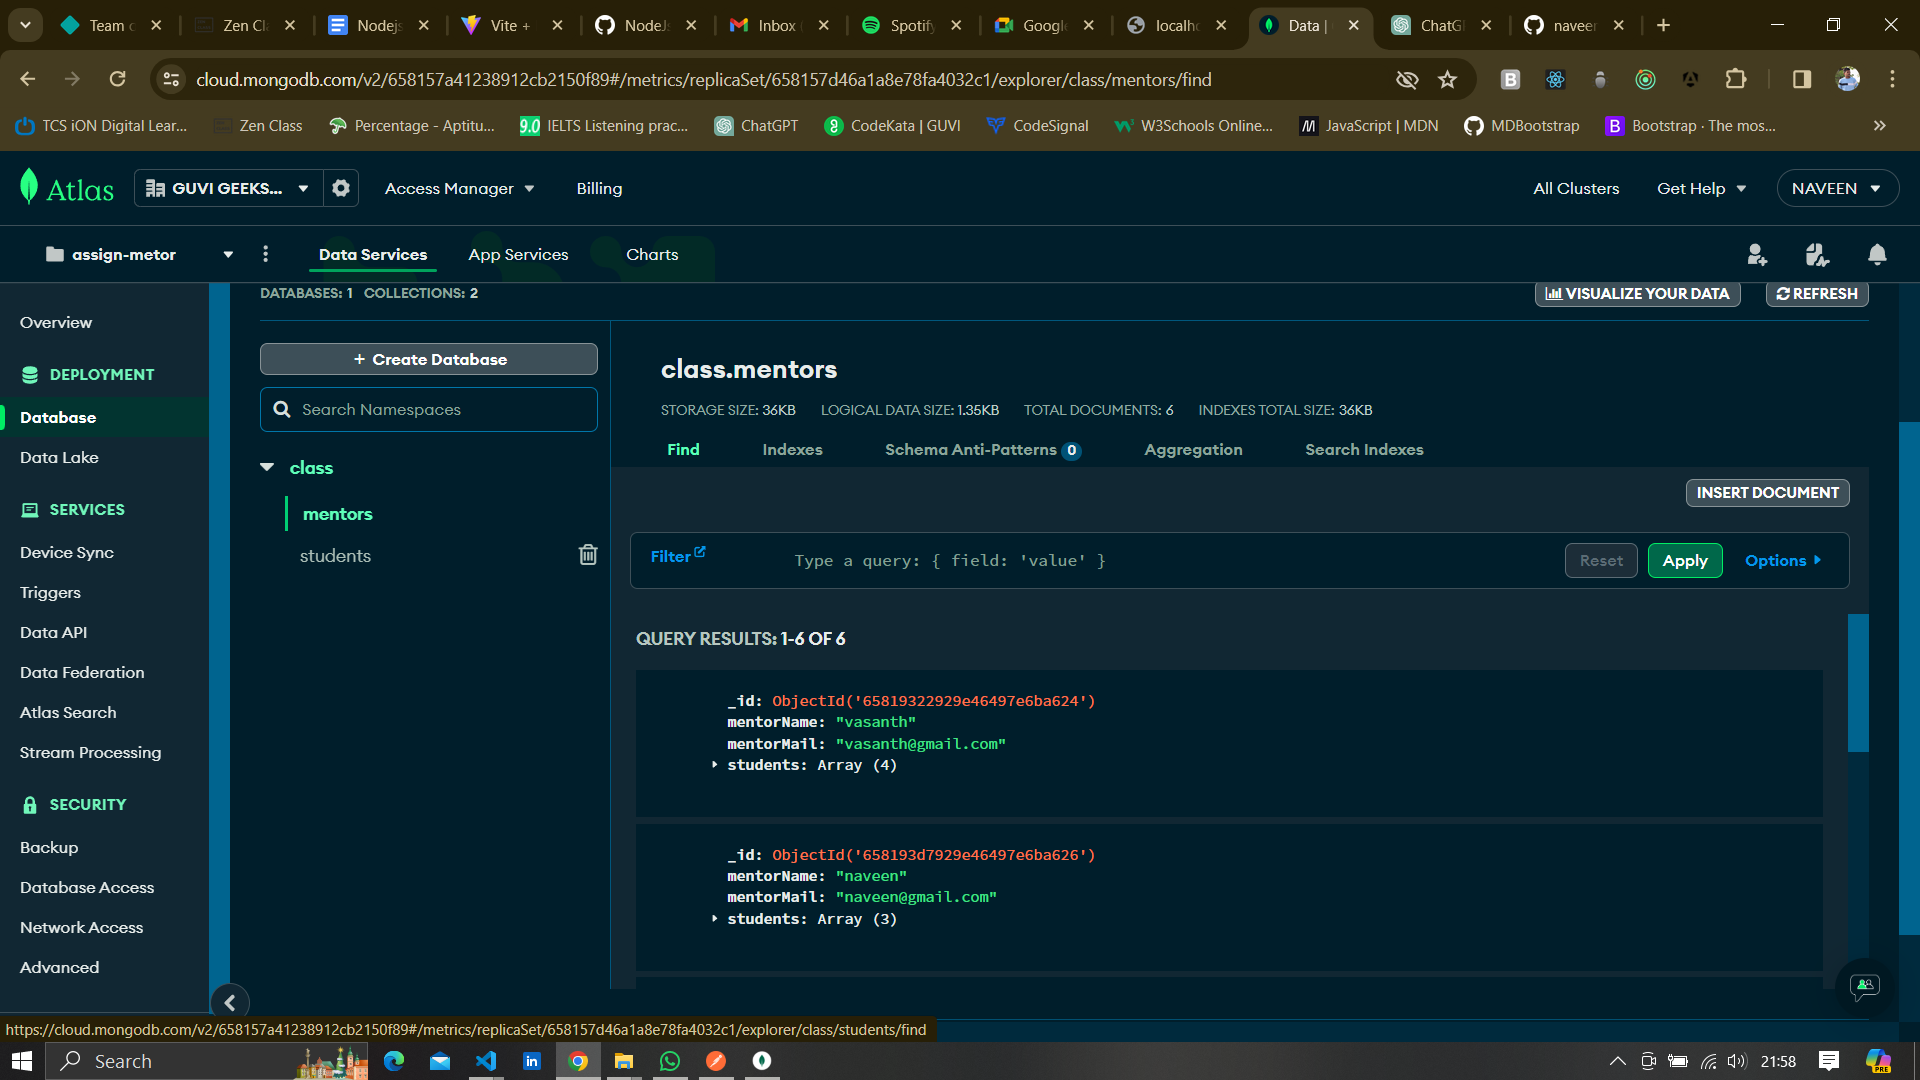 Team c
Zen Cla
Nodejs
Vite +
NodeJs
Inbox (
Spotify
Google
localho
Data |
ChatGP
naveen
cloud.mongodb.com/v2/658157a41238912cb2150f89#/metrics/replicaSet/658157d46a1a8e78fa4032c1/explorer/class/mentors/find
TCS iON Digital Lear...
Zen Class
Percentage - Aptitu...
9.0 IELTS Listening prac...
ChatGPT
CodeKata | GUVI
CodeSignal
W3Schools Online...
JavaScript | MDN
MDBootstrap
B Bootstrap · The mos...
Atlas
GUVI GEEKS...
Access Manager
Billing
All Clusters
Get Help
NAVEEN
assign-metor
Data Services
App Services
Charts
Overview
DEPLOYMENT
Database
Data Lake
SERVICES
Device Sync
Triggers
Data API
Data Federation
Atlas Search
Stream Processing
SECURITY
Backup
Database Access
Network Access
Advanced
DATABASES: 1 COLLECTIONS: 2
VISUALIZE YOUR DATA
REFRESH
+ Create Database
Search Namespaces
class
mentors
students
class.mentors
STORAGE SIZE: 36KB LOGICAL DATA SIZE: 1.35KB TOTAL DOCUMENTS: 6 INDEXES TOTAL SIZE: 36KB
Find
Indexes
Schema Anti-Patterns 0
Aggregation
Search Indexes
INSERT DOCUMENT
Filter
Type a query: { field: 'value' }
Reset
Apply
Options
QUERY RESULTS: 1-6 OF 6
_id: ObjectId('65819322929e46497e6ba624')
mentorName: "vasanth"
mentorMail: "vasanth@gmail.com"
students: Array (4)
_id: ObjectId('658193d7929e46497e6ba626')
mentorName: "naveen"
mentorMail: "naveen@gmail.com"
students: Array (3)
https://cloud.mongodb.com/v2/658157a41238912cb2150f89#/metrics/replicaSet/658157d46a1a8e78fa4032c1/explorer/class/students/find
Search
21:58
PRE